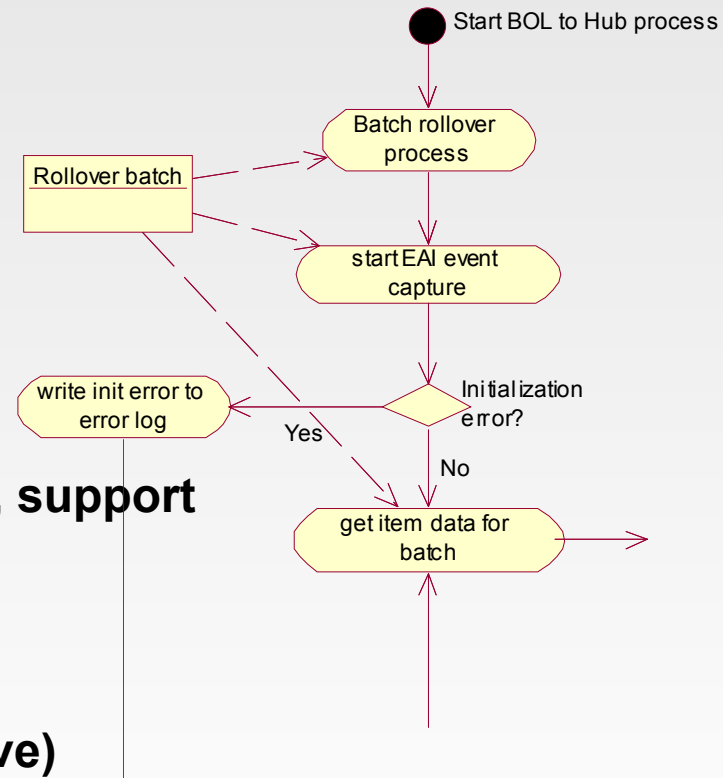 Start BOL to Hub process
Batch rollover
process
Rollover batch
start EAI event
capture
write init error to
error log
Initialization
error?
Yes
No
support
get item data for
batch
ve)